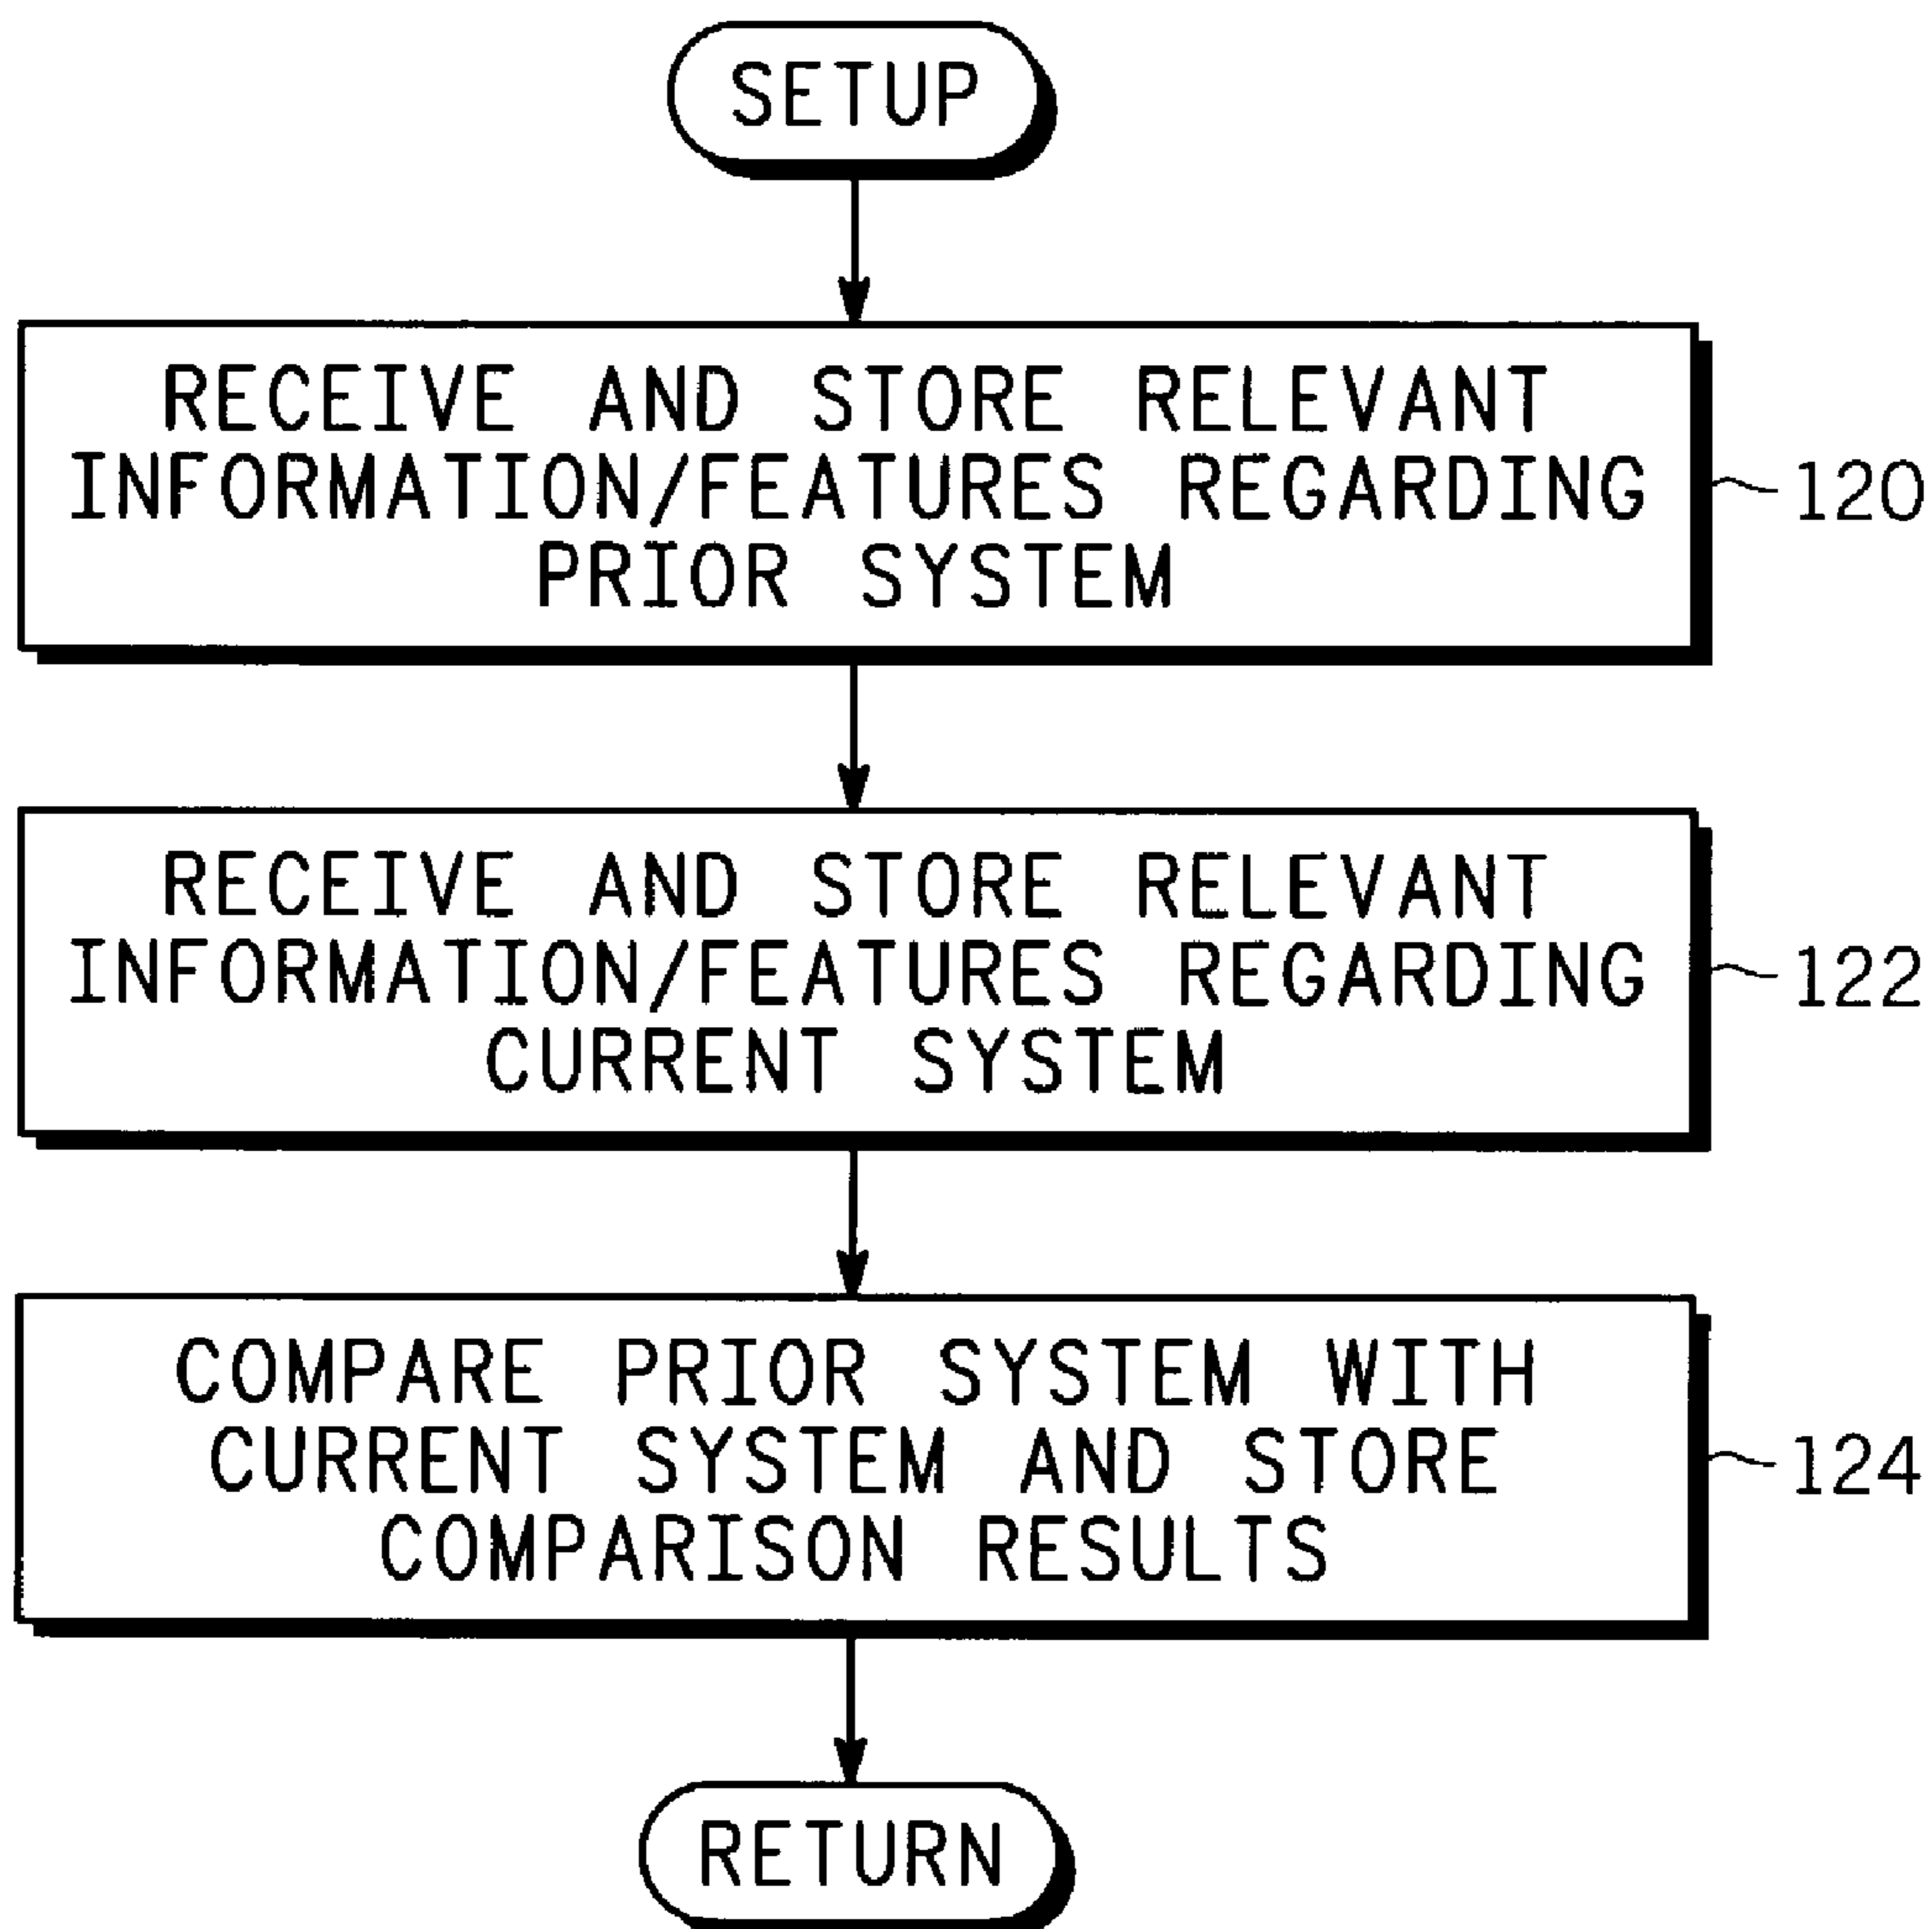 SETUP
RECEIVE AND STORE RELEVANT
INFORMATION/FEATURES REGARDING
PRIOR SYSTEM
120
RECEIVE AND STORE RELEVANT
INFORMATION/FEATURES REGARDING
CURRENT SYSTEM
122
COMPARE PRIOR SYSTEM WITH
CURRENT SYSTEM AND STORE
COMPARISON RESULTS
124
RETURN